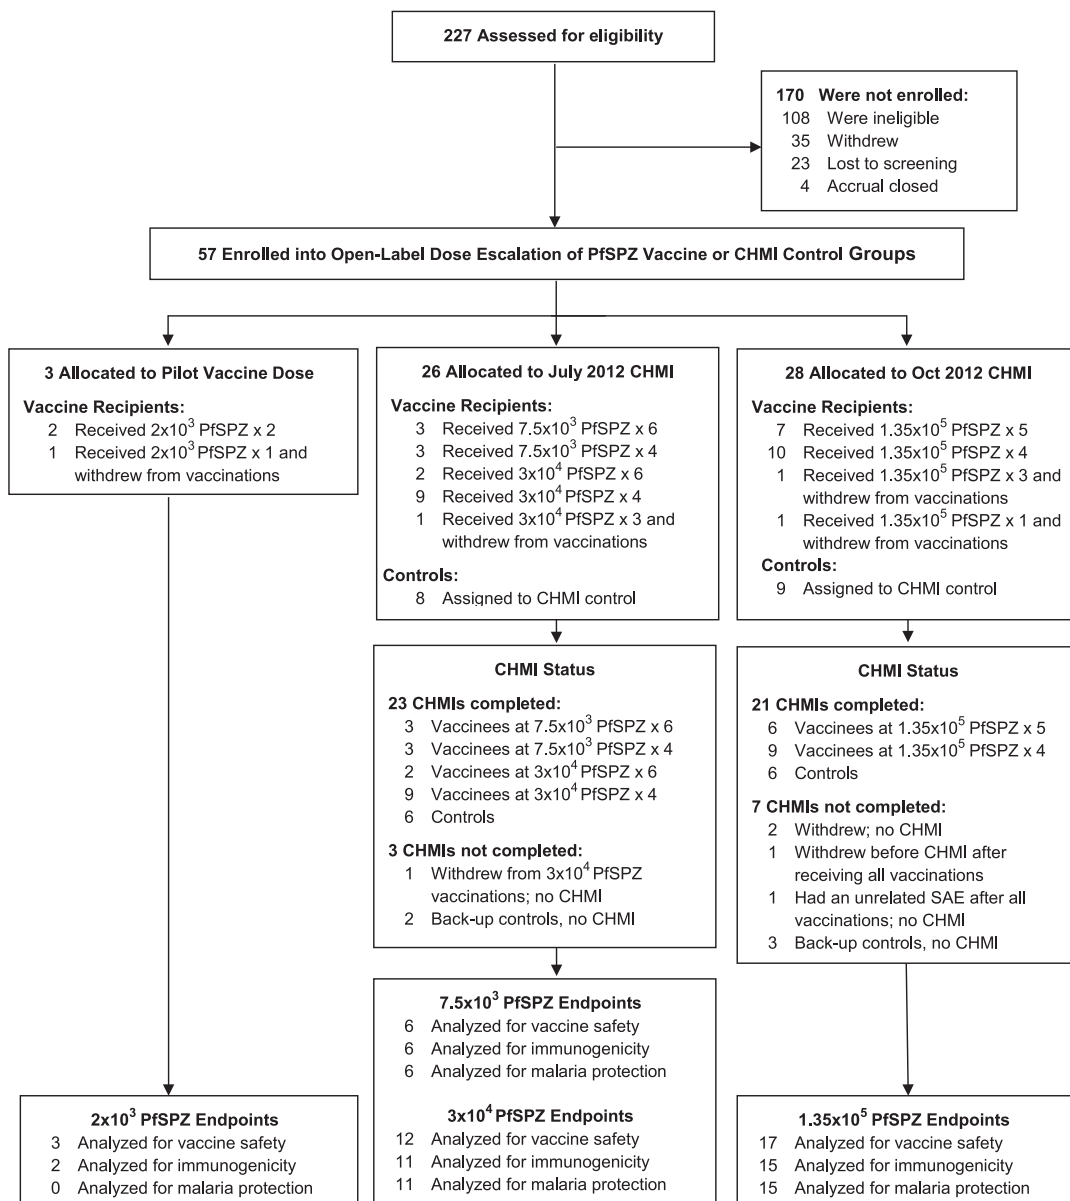 227 Assessed for eligibility
170 Were not enrolled:
108 Were ineligible
35 Withdrew
23 Lost to screening
4 Accrual closed
57 Enrolled into Open-Label Dose Escalation of PfSPZ Vaccine or CHMI Control Groups
3 Allocated to Pilot Vaccine Dose
Vaccine Recipients:
2 Received 2x10³ PfSPZ x 2
1 Received 2x10³ PfSPZ x 1 and
withdrew from vaccinations
26 Allocated to July 2012 CHMI
Vaccine Recipients:
3 Received 7.5x10³ PfSPZ x 6
3 Received 7.5x10³ PfSPZ x 4
2 Received 3x10⁴ PfSPZ x 6
9 Received 3x10⁴ PfSPZ x 4
1 Received 3x10⁴ PfSPZ x 3 and
withdrew from vaccinations
Controls:
8 Assigned to CHMI control
28 Allocated to Oct 2012 CHMI
Vaccine Recipients:
7 Received 1.35x10⁵ PfSPZ x 5
10 Received 1.35x10⁵ PfSPZ x 4
1 Received 1.35x10⁵ PfSPZ x 3 and
withdrew from vaccinations
1 Received 1.35x10⁵ PfSPZ x 1 and
withdrew from vaccinations
Controls:
9 Assigned to CHMI control
CHMI Status
23 CHMIs completed:
3 Vaccinees at 7.5x10³ PfSPZ x 6
3 Vaccinees at 7.5x10³ PfSPZ x 4
2 Vaccinees at 3x10⁴ PfSPZ x 6
9 Vaccinees at 3x10⁴ PfSPZ x 4
6 Controls
3 CHMIs not completed:
1 Withdrew from 3x10⁴ PfSPZ
vaccinations; no CHMI
2 Back-up controls, no CHMI
CHMI Status
21 CHMIs completed:
6 Vaccinees at 1.35x10⁵ PfSPZ x 5
9 Vaccinees at 1.35x10⁵ PfSPZ x 4
6 Controls
7 CHMIs not completed:
2 Withdrew; no CHMI
1 Withdrew before CHMI after
receiving all vaccinations
1 Had an unrelated SAE after all
vaccinations; no CHMI
3 Back-up controls, no CHMI
2x10³ PfSPZ Endpoints
3 Analyzed for vaccine safety
2 Analyzed for immunogenicity
0 Analyzed for malaria protection
7.5x10³ PfSPZ Endpoints
6 Analyzed for vaccine safety
6 Analyzed for immunogenicity
6 Analyzed for malaria protection
3x10⁴ PfSPZ Endpoints
12 Analyzed for vaccine safety
11 Analyzed for immunogenicity
11 Analyzed for malaria protection
1.35x10⁵ PfSPZ Endpoints
17 Analyzed for vaccine safety
15 Analyzed for immunogenicity
15 Analyzed for malaria protection